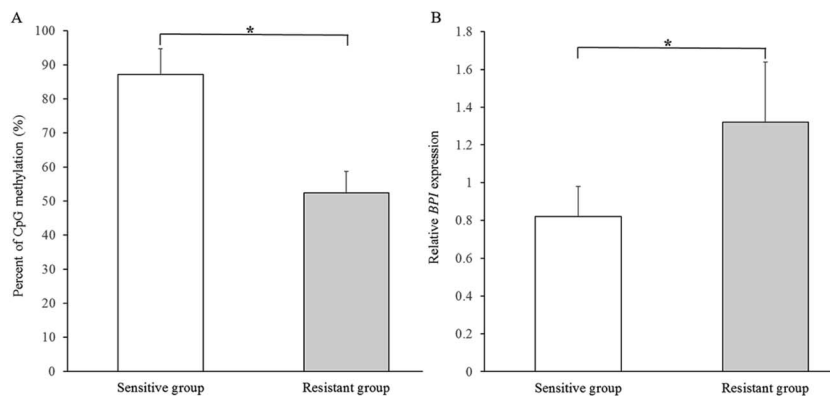 A
Percent of CpG methylation (%)
100
90
80
70
60
50
40
30
20
10
0
*
Sensitive group
Resistant group
B
Relative BPI expression
1.8
1.6
1.4
1.2
1
0.8
0.6
0.4
0.2
0
*
Sensitive group
Resistant group